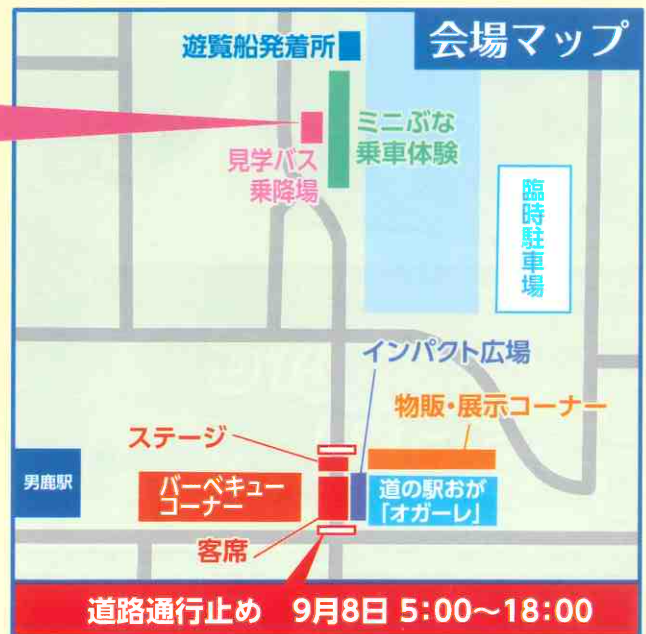 会場マップ
遊覧船発着所
ミニぶな
乗車体験
見学バス
乗降場
臨時駐車場
インパクト広場
物販・展示コーナー
ステージ
男鹿駅
バーベキュー
コーナー
道の駅おが
「オガーレ」
客席
道路通行止め 9月8日 5:00～18:00